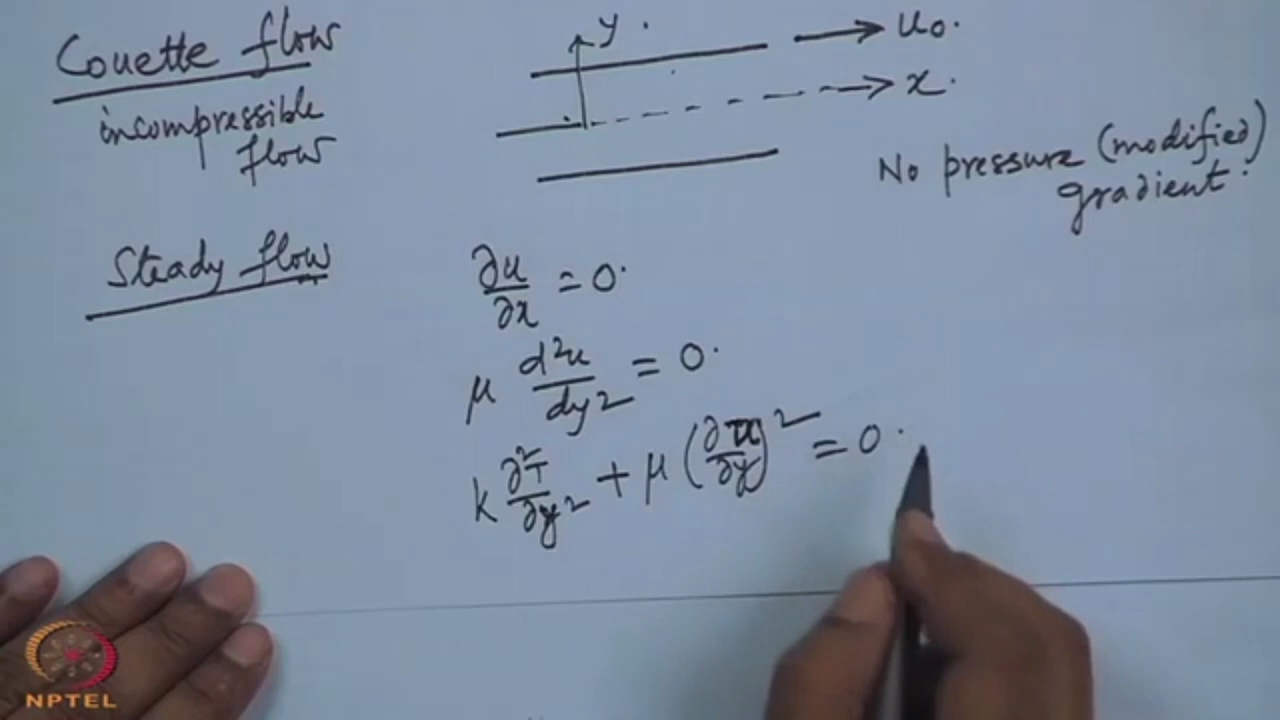 Couette flow
incompressible
flow
y.
u₀.
x.
No pressure (modified)
gradient.
Steady flow
∂u/∂x = 0.
μ d²u/dy² = 0.
k ∂²T/∂y² + μ (∂u/∂y)² = 0.
NPTEL